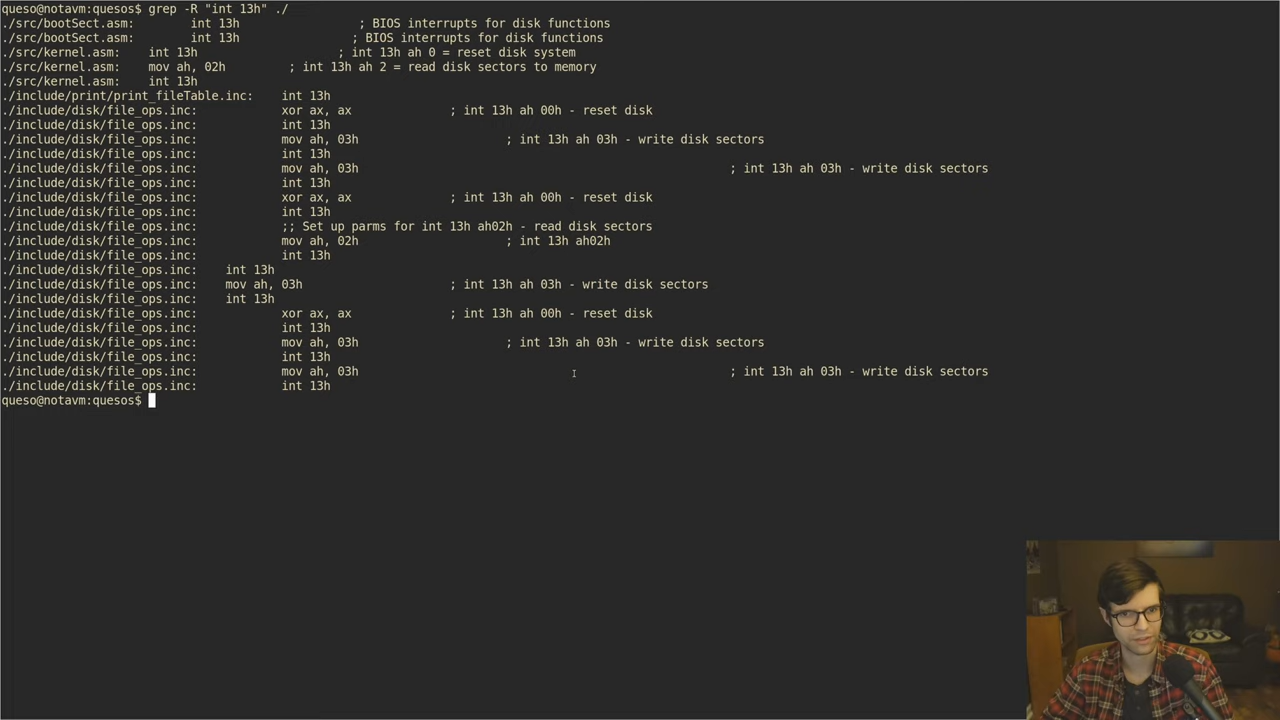 queso@notavm:quesos$ grep -R "int 13h" ./
./src/bootSect.asm:        int 13h                 ; BIOS interrupts for disk functions
./src/bootSect.asm:        int 13h                ; BIOS interrupts for disk functions
./src/kernel.asm:    int 13h                    ; int 13h ah 0 = reset disk system
./src/kernel.asm:    mov ah, 02h         ; int 13h ah 2 = read disk sectors to memory
./src/kernel.asm:    int 13h
./include/print/print_fileTable.inc:    int 13h
./include/disk/file_ops.inc:            xor ax, ax              ; int 13h ah 00h - reset disk
./include/disk/file_ops.inc:            int 13h
./include/disk/file_ops.inc:            mov ah, 03h                     ; int 13h ah 03h - write disk sectors
./include/disk/file_ops.inc:            int 13h
./include/disk/file_ops.inc:            mov ah, 03h                                                     ; int 13h ah 03h - write disk sectors
./include/disk/file_ops.inc:            int 13h
./include/disk/file_ops.inc:            xor ax, ax              ; int 13h ah 00h - reset disk
./include/disk/file_ops.inc:            int 13h
./include/disk/file_ops.inc:            ;; Set up parms for int 13h ah02h - read disk sectors
./include/disk/file_ops.inc:            mov ah, 02h                     ; int 13h ah02h
./include/disk/file_ops.inc:            int 13h
./include/disk/file_ops.inc:    int 13h
./include/disk/file_ops.inc:    mov ah, 03h                     ; int 13h ah 03h - write disk sectors
./include/disk/file_ops.inc:    int 13h
./include/disk/file_ops.inc:            xor ax, ax              ; int 13h ah 00h - reset disk
./include/disk/file_ops.inc:            int 13h
./include/disk/file_ops.inc:            mov ah, 03h                     ; int 13h ah 03h - write disk sectors
./include/disk/file_ops.inc:            int 13h
./include/disk/file_ops.inc:            mov ah, 03h                                                     ; int 13h ah 03h - write disk sectors
./include/disk/file_ops.inc:            int 13h
queso@notavm:quesos$